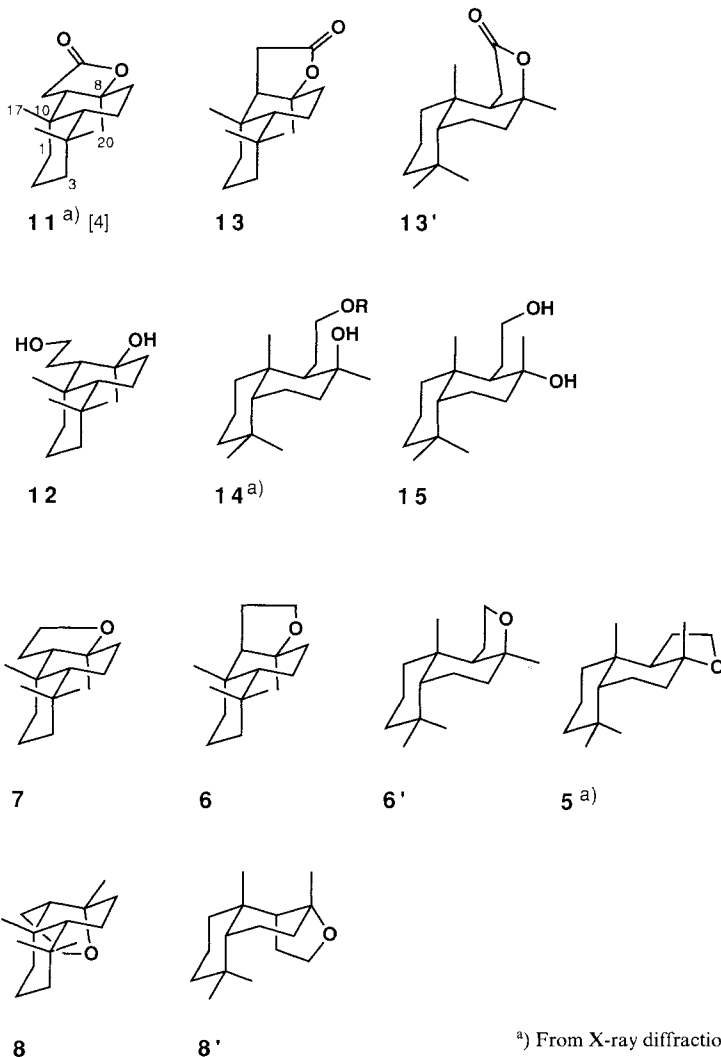 O
O
8
17
10
1
20
3
11 a) [4]
O
O
13
O
O
13'
HO
OH
12
OR
OH
14 a)
OH
OH
15
O
7
O
6
O
6'
O
5 a)
O
8
O
8'
a) From X-ray diffractio